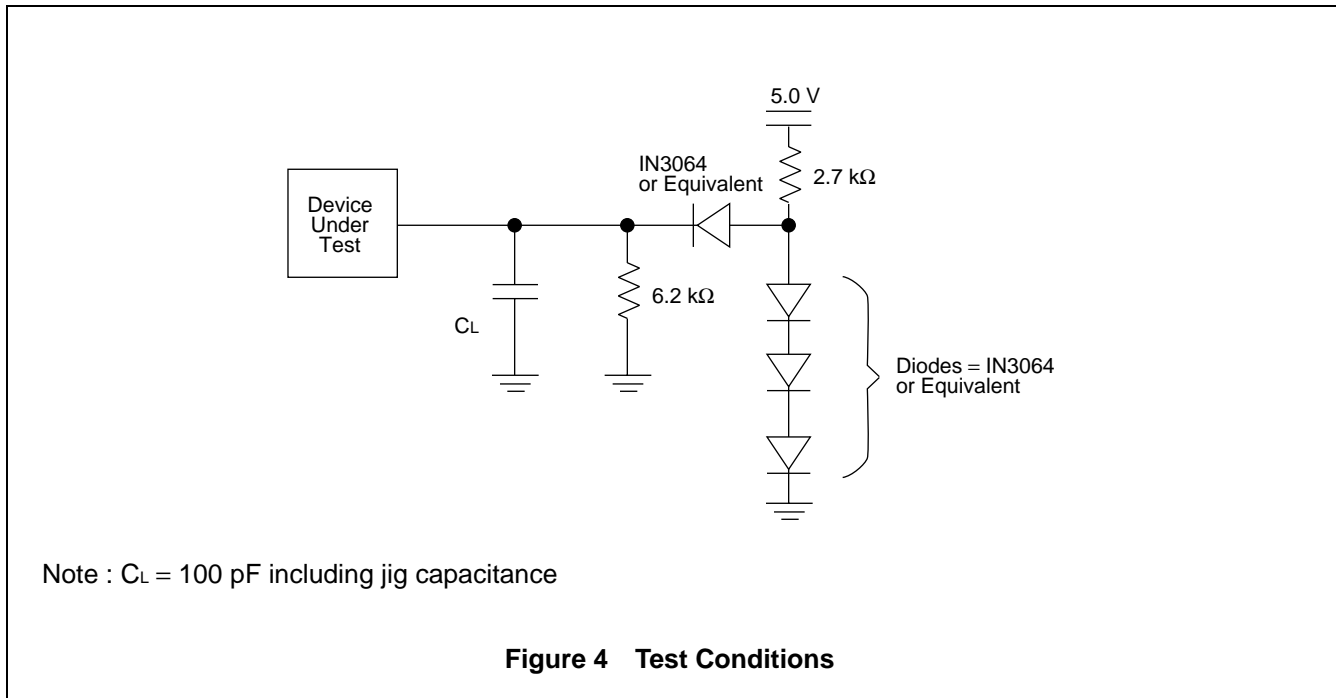 5.0 V
IN3064
or Equivalent
2.7 kΩ
Device
Under
Test
6.2 kΩ
CL
Diodes = IN3064
or Equivalent
Note : CL = 100 pF including jig capacitance
Figure 4 Test Conditions